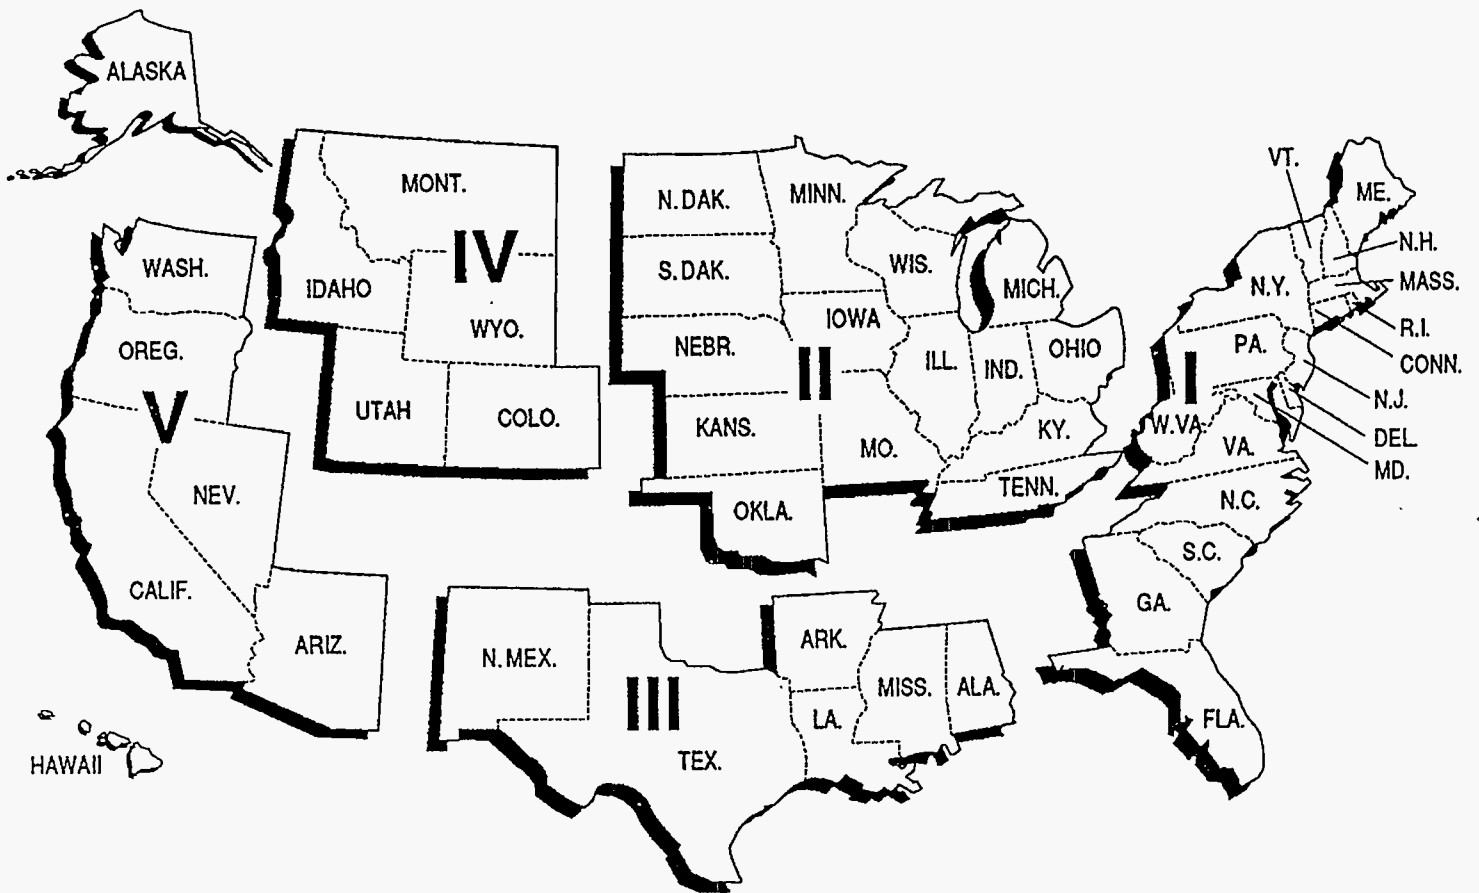 ALASKA
MONT.
IV
IDAHO
WYO.
UTAH
COLO.
WASH.
OREG.
V
NEV.
CALIF.
ARIZ.
HAWAII
N. DAK.
MINN.
S. DAK.
WIS.
MICH.
IOWA
NEBR.
II
ILL.
IND.
OHIO
KANS.
MO.
KY.
TENN.
OKLA.
N. MEX.
III
TEX.
ARK.
LA.
MISS.
ALA.
VT.
ME.
N.H.
N.Y.
MASS.
R.I.
PA.
I
CONN.
N.J.
W.VA
VA.
DEL.
MD.
N.C.
S.C.
GA.
FLA.